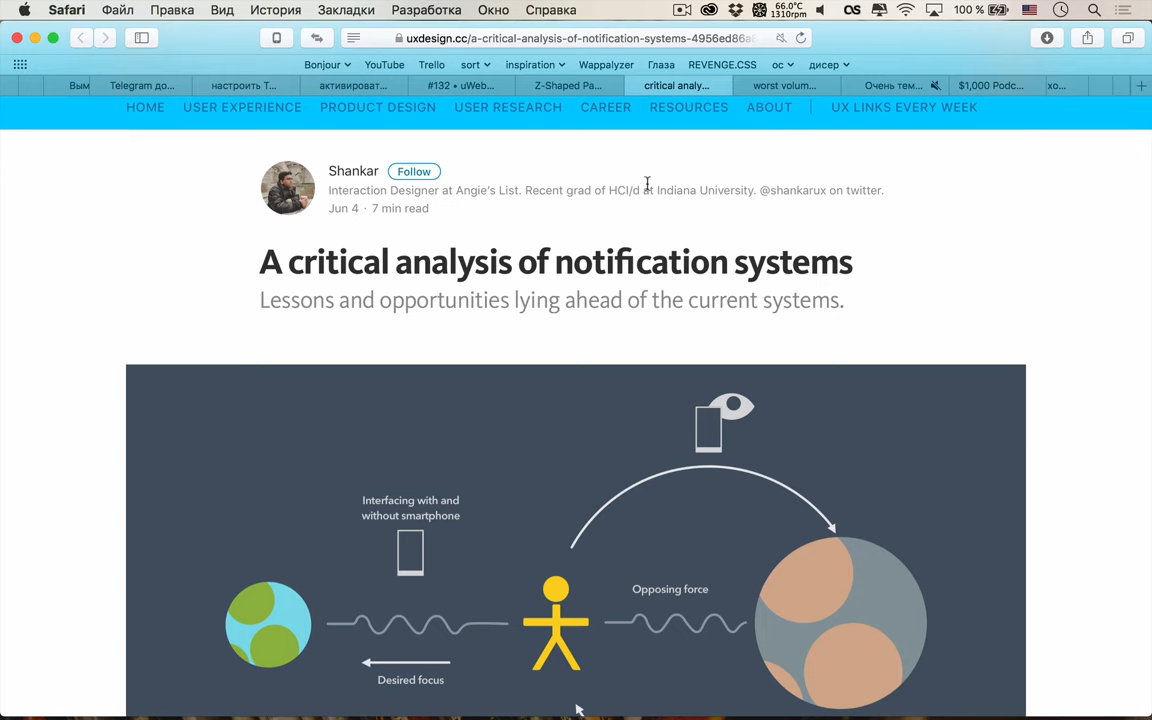 Safari Файл Правка Вид История Закладки Разработка Окно Справка 66.0°C 1310rpm 100 %
uxdesign.cc/a-critical-analysis-of-notification-systems-4956ed86a
Bonjour YouTube Trello sort inspiration Wappalyzer Глаза REVENGE.CSS ос дисер
Вым Telegram до... настроить Т... активироват... #132 • uWeb... Z-Shaped Pa... critical analy... worst volum... Очень тем... $1,000 Podc... хо...
HOME USER EXPERIENCE PRODUCT DESIGN USER RESEARCH CAREER RESOURCES ABOUT | UX LINKS EVERY WEEK
Shankar Follow
Interaction Designer at Angie's List. Recent grad of HCI/d at Indiana University. @shankarux on twitter.
Jun 4 · 7 min read
A critical analysis of notification systems
Lessons and opportunities lying ahead of the current systems.
Interfacing with and
without smartphone
Opposing force
Desired focus